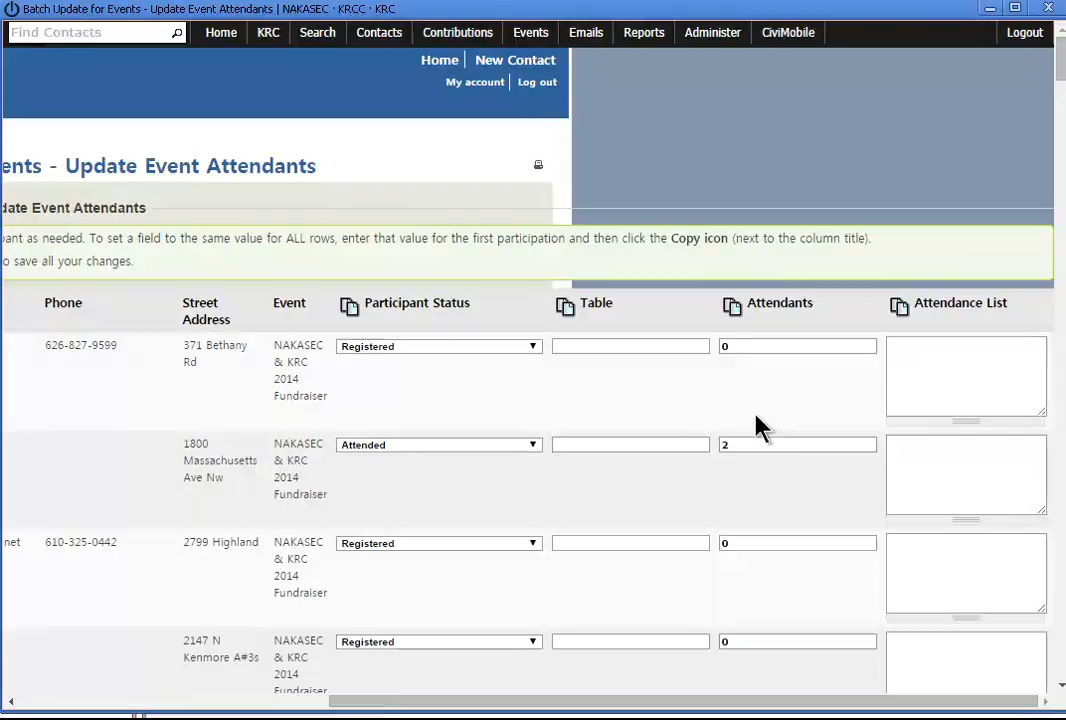 Batch Update for Events - Update Event Attendants | NAKASEC · KRCC · KRC
Find Contacts Home KRC Search Contacts Contributions Events Emails Reports Administer CiviMobile Logout
Home New Contact
My account Log out
ents - Update Event Attendants
date Event Attendants
pant as needed. To set a field to the same value for ALL rows, enter that value for the first participation and then click the Copy icon (next to the column title).
o save all your changes.
Phone Street Address Event Participant Status Table Attendants Attendance List
626-827-9599 371 Bethany NAKASEC Registered 0
Rd & KRC
2014
Fundraiser
1800 NAKASEC Attended 2
Massachusetts & KRC
Ave Nw 2014
Fundraiser
net 610-325-0442 2799 Highland NAKASEC Registered 0
& KRC
2014
Fundraiser
2147 N NAKASEC Registered 0
Kenmore A#3s & KRC
2014
Fundraiser